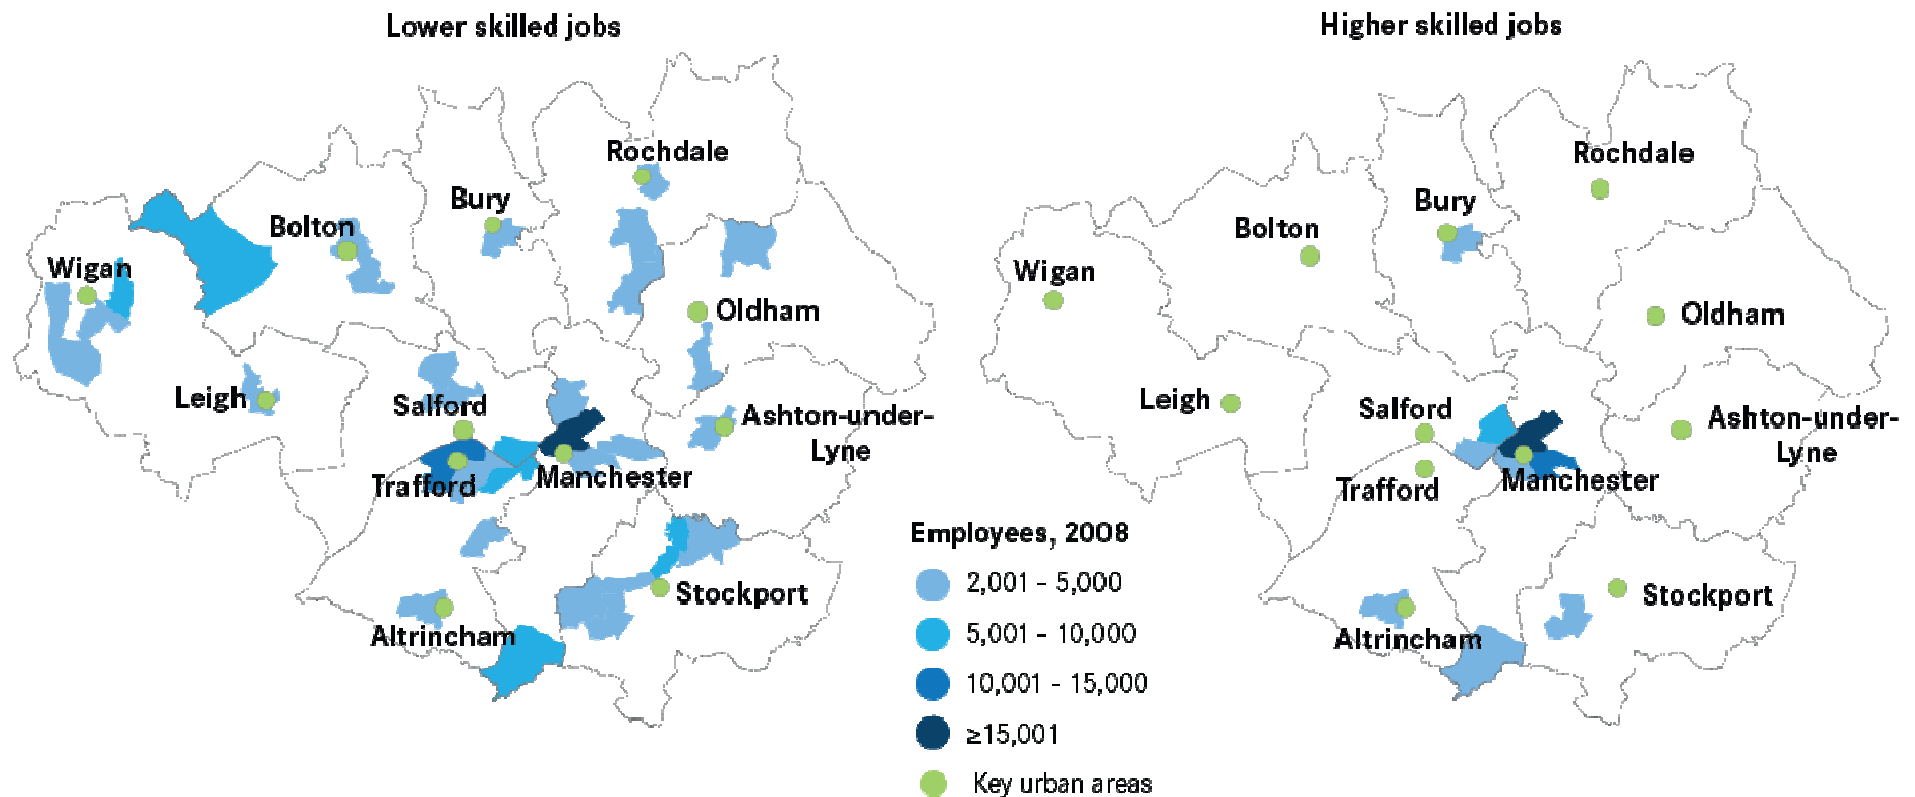 Lower skilled jobs
Rochdale
Bury
Bolton
Wigan
Oldham
Leigh
Salford
Ashton-under-
Lyne
Trafford
Manchester
Stockport
Altrincham
Employees, 2008
2,001 - 5,000
5,001 - 10,000
10,001 - 15,000
≥15,001
Key urban areas
Higher skilled jobs
Rochdale
Bury
Bolton
Wigan
Oldham
Leigh
Salford
Ashton-under-
Lyne
Trafford
Manchester
Stockport
Altrincham